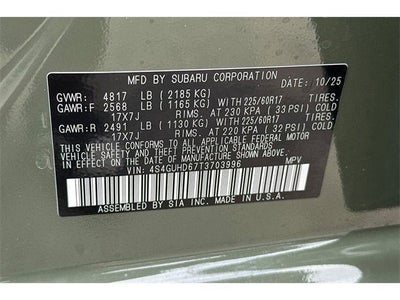 MFD BY SUBARU CORPORATION DATE: 10/25
GVWR: 4817 LB ( 2185 KG)
GAWR:F 2568 LB ( 1165 KG) WITH 225/60R17 TIRES.
17X7J RIMS. AT 230 KPA ( 33 PSI) COLD
GAWR:R 2491 LB ( 1130 KG) WITH 225/60R17 TIRES.
17X7J RIMS. AT 220 KPA ( 32 PSI) COLD
THIS VEHICLE CONFORMS TO ALL APPLICABLE FEDERAL
MOTOR VEHICLE SAFETY STANDARDS
IN EFFECT ON THE DATE OF MANUFACTURE SHOWN ABOVE.
VIN: 4S4GUHD67T3703996 MPV
ASSEMBLED BY SIA INC. MADE IN U.S.A.